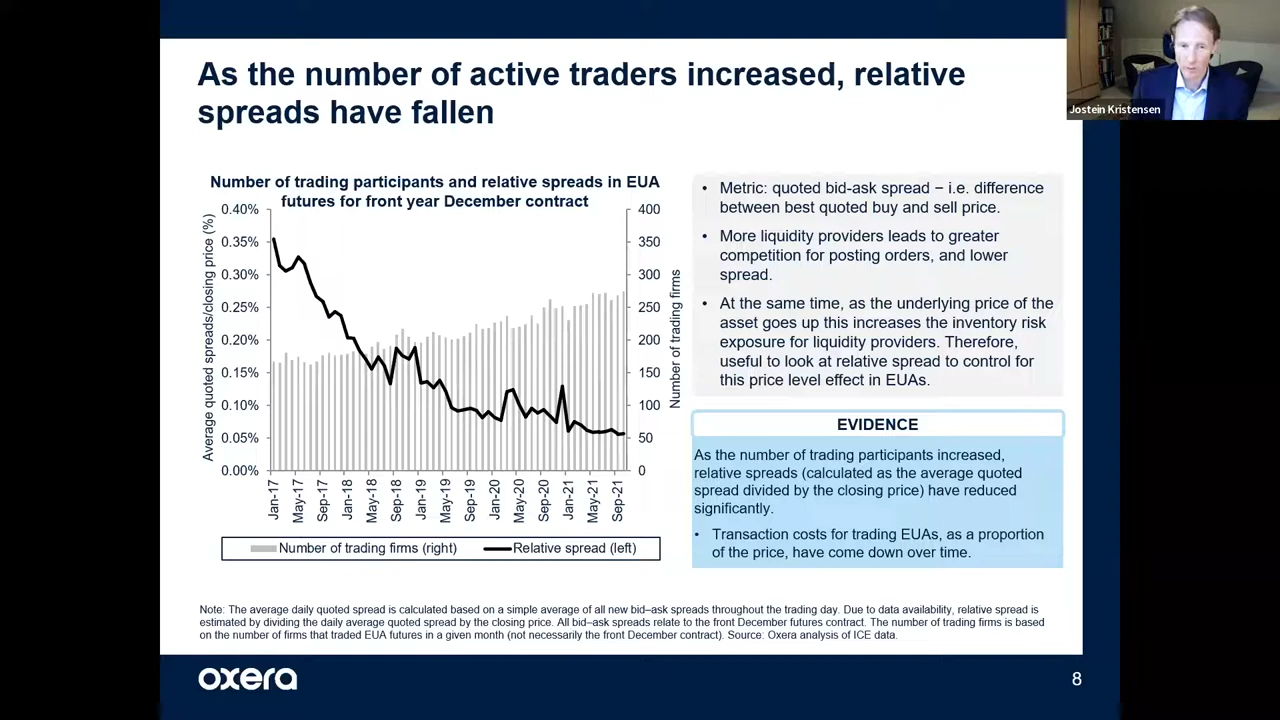 As the number of active traders increased, relative
spreads have fallen
Jostein Kristensen
Number of trading participants and relative spreads in EUA
futures for front year December contract
Average quoted spreads/closing price (%)
0.40%
0.35%
0.30%
0.25%
0.20%
0.15%
0.10%
0.05%
0.00%
400
350
300
250
200
150
100
50
0
Number of trading firms
Jan-17
May-17
Sep-17
Jan-18
May-18
Sep-18
Jan-19
May-19
Sep-19
Jan-20
May-20
Sep-20
Jan-21
May-21
Sep-21
Number of trading firms (right)
Relative spread (left)
• Metric: quoted bid-ask spread − i.e. difference
between best quoted buy and sell price.
• More liquidity providers leads to greater
competition for posting orders, and lower
spread.
• At the same time, as the underlying price of the
asset goes up this increases the inventory risk
exposure for liquidity providers. Therefore,
useful to look at relative spread to control for
this price level effect in EUAs.
EVIDENCE
As the number of trading participants increased,
relative spreads (calculated as the average quoted
spread divided by the closing price) have reduced
significantly.
• Transaction costs for trading EUAs, as a proportion
of the price, have come down over time.
Note: The average daily quoted spread is calculated based on a simple average of all new bid–ask spreads throughout the trading day. Due to data availability, relative spread is
estimated by dividing the daily average quoted spread by the closing price. All bid–ask spreads relate to the front December futures contract. The number of trading firms is based
on the number of firms that traded EUA futures in a given month (not necessarily the front December contract). Source: Oxera analysis of ICE data.
oxera
8